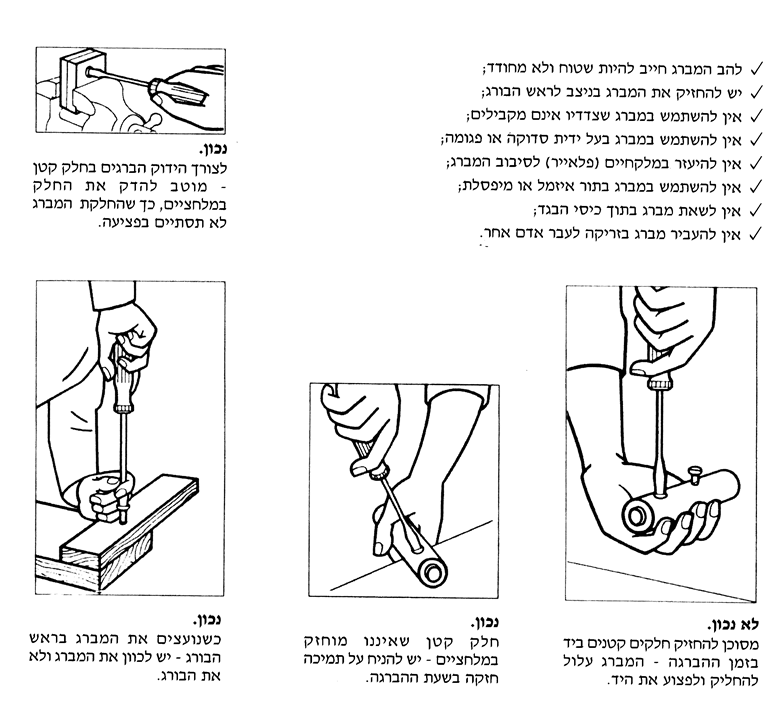 ✓ להב המברג חייב להיות שטוח ולא מחודד;
✓ יש להחזיק את המברג בניצב לראש הבורג;
✓ אין להשתמש במברג שצדדיו אינם מקבילים;
✓ אין להשתמש במברג בעל ידית סדוקה או פגומה;
✓ אין להיעזר במלקחיים (פלאייר) לסיבוב המברג;
✓ אין להשתמש במברג בתור איזמל או מיפסלת;
✓ אין לשאת מברג בתוך כיסי הבגד;
✓ אין להעביר מברג בזריקה לעבר אדם אחר.
נכון.
לצורך הידוק הברגים בחלק קטן
- מוטב להדק את החלק
במלחציים, כך שהחלקת המברג
לא תסתיים בפציעה.
לא נכון.
מסוכן להחזיק חלקים קטנים ביד
בזמן ההברגה - המברג עלול
להחליק ולפצוע את היד.
נכון.
חלק קטן שאיננו מוחזק
במלחציים - יש להניח על תמיכה
חזקה בשעת ההברגה.
נכון.
כשנועצים את המברג בראש
הבורג - יש לכוון את המברג ולא
את הבורג.